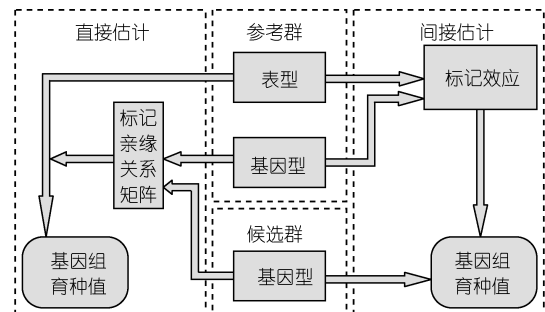 直接估计
参考群
间接估计
表型
标记效应
标记
亲缘
关系
矩阵
基因型
候选群
基因型
基因组
育种值
基因组
育种值